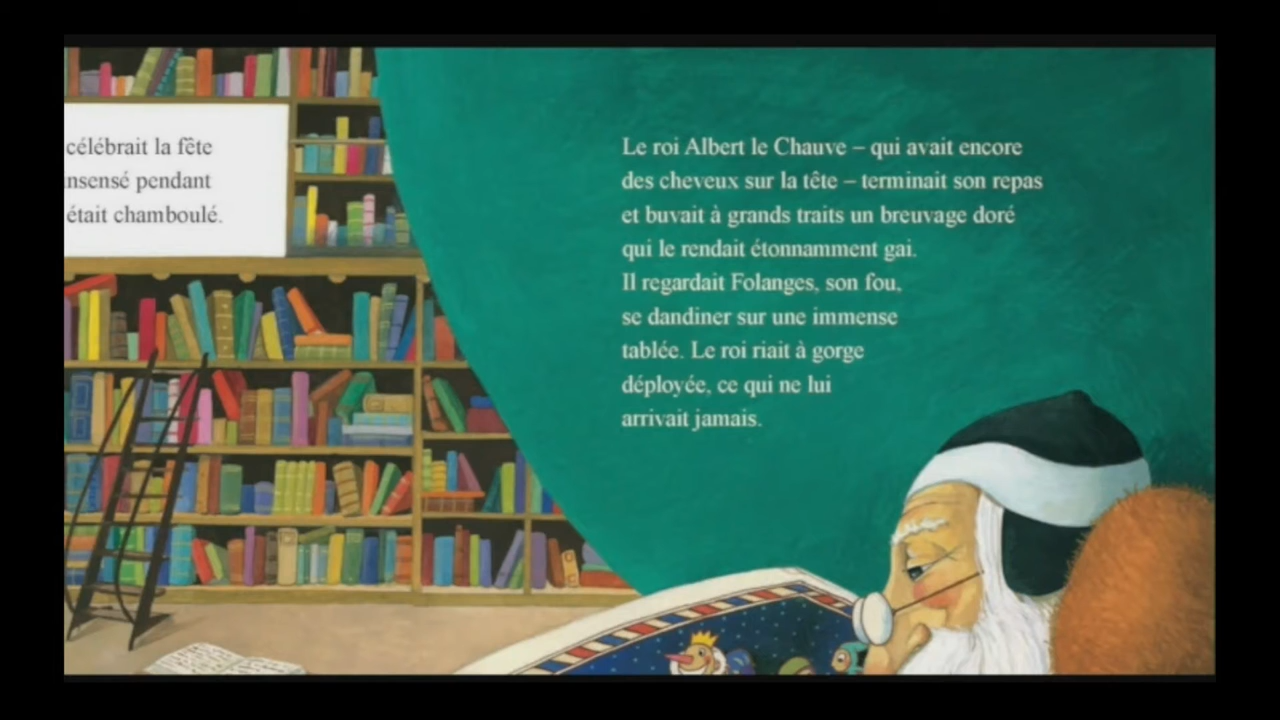 célébrait la fête
nsensé pendant
était chamboulé.
Le roi Albert le Chauve – qui avait encore
des cheveux sur la tête – terminait son repas
et buvait à grands traits un breuvage doré
qui le rendait étonnamment gai.
Il regardait Folanges, son fou,
se dandiner sur une immense
tablée. Le roi riait à gorge
déployée, ce qui ne lui
arrivait jamais.